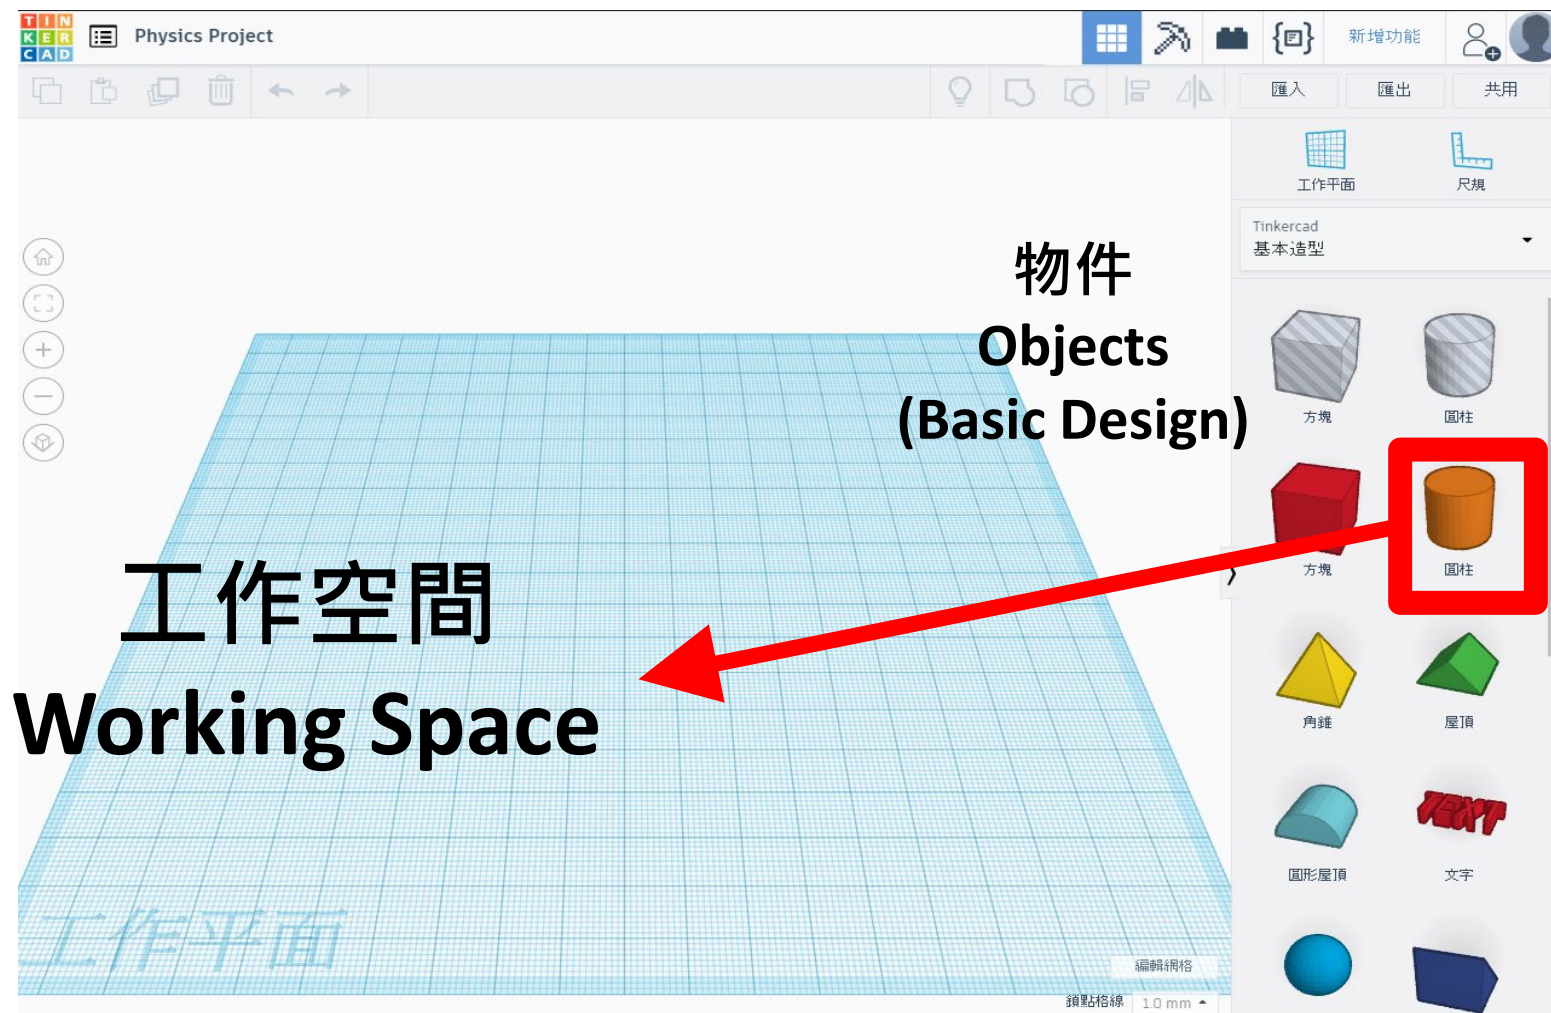 TIN
KER
CAD
Physics Project
新增功能
匯入
匯出
共用
工作平面
尺規
Tinkercad
基本造型
物件
Objects
(Basic Design)
方塊
圓柱
方塊
圓柱
工作空間
Working Space
角錐
屋頂
TEXT
圓形屋頂
文字
工作平面
編輯網格
鎖點格線
1.0 mm